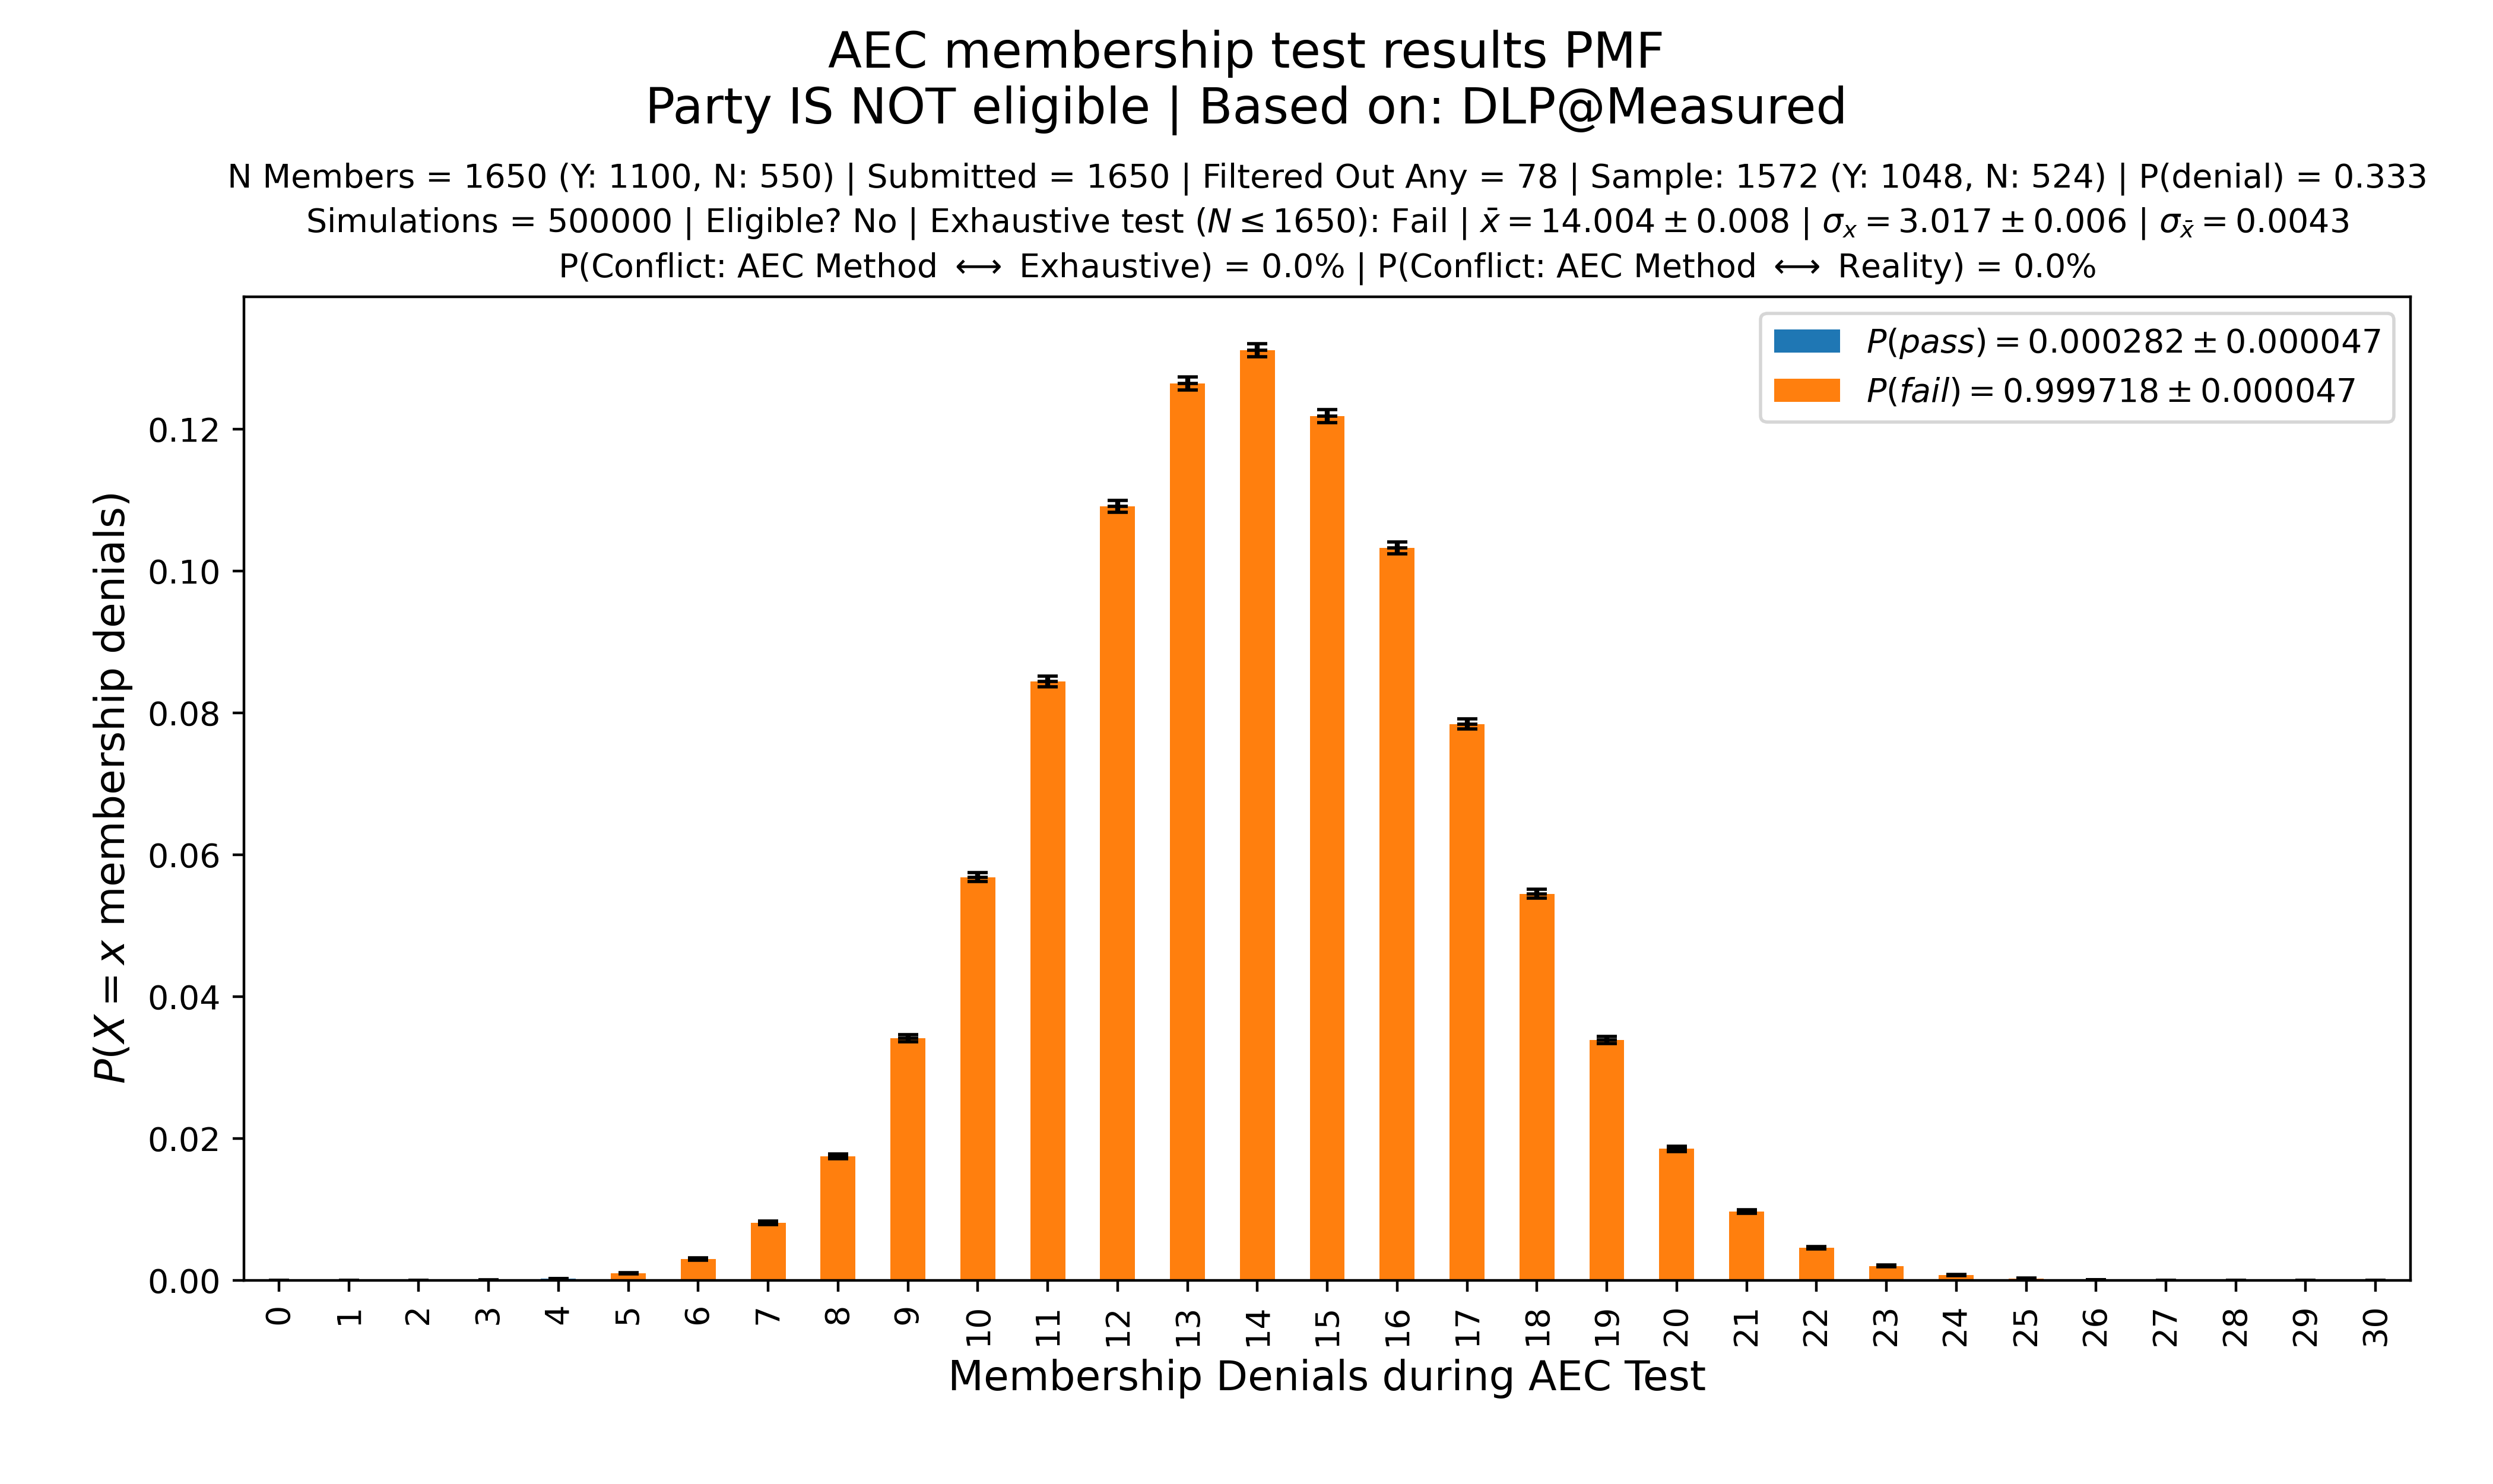 AEC membership test results PMF
Party IS NOT eligible | Based on: DLP@Measured
N Members = 1650 (Y: 1100, N: 550) | Submitted = 1650 | Filtered Out Any = 78 | Sample: 1572 (Y: 1048, N: 524) | P(denial) = 0.333
Simulations = 500000 | Eligible? No | Exhaustive test (N ≤ 1650): Fail | x̄ = 14.004 ± 0.008 | σₓ = 3.017 ± 0.006 | σ_x̄ = 0.0043
P(Conflict: AEC Method ⟷ Exhaustive) = 0.0% | P(Conflict: AEC Method ⟷ Reality) = 0.0%
P(pass) = 0.000282 ± 0.000047
P(fail) = 0.999718 ± 0.000047
P(X = x membership denials)
0.12
0.10
0.08
0.06
0.04
0.02
0.00
0 1 2 3 4 5 6 7 8 9 10 11 12 13 14 15 16 17 18 19 20 21 22 23 24 25 26 27 28 29 30
Membership Denials during AEC Test